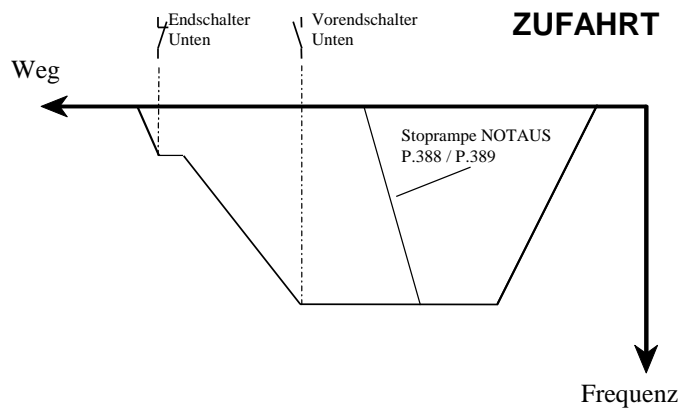 Endschalter
Unten
Vorendschalter
Unten
ZUFAHRT
Weg
Stoprampe NOTAUS
P.388 / P.389
Frequenz